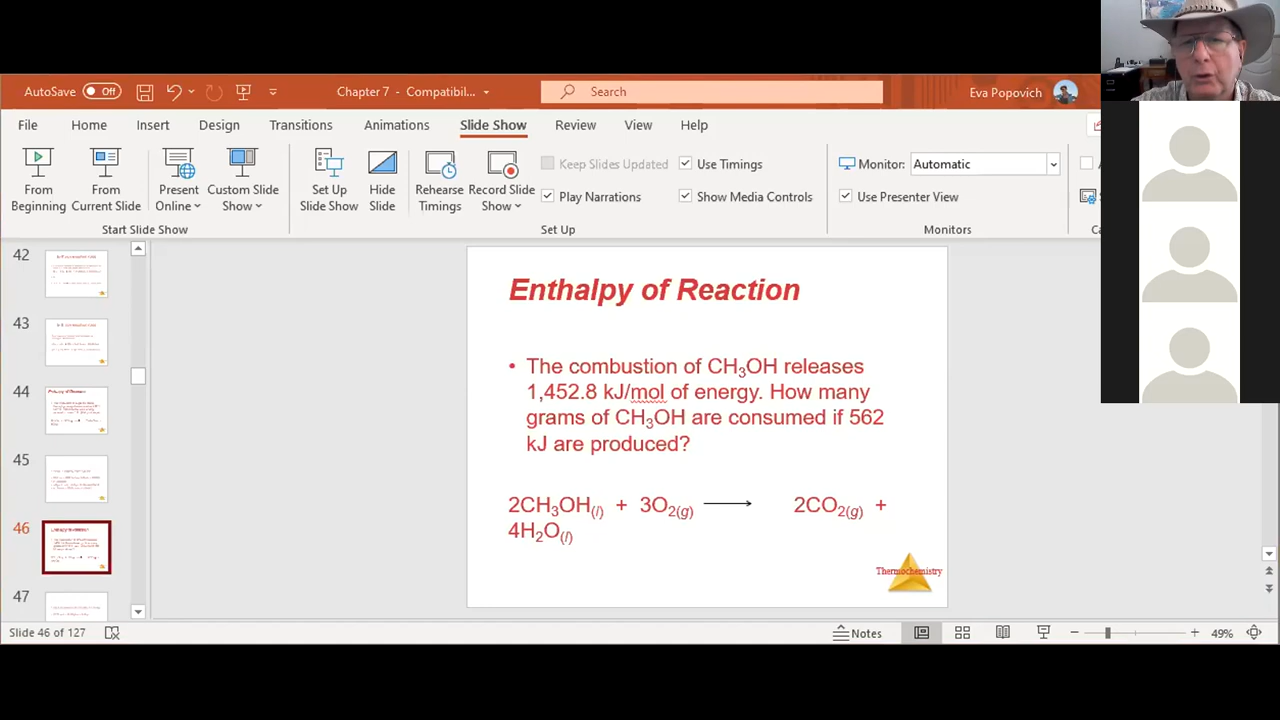 AutoSave Off Chapter 7 - Compatibil... Search Eva Popovich
File Home Insert Design Transitions Animations Slide Show Review View Help
From Beginning
From Current Slide
Present Online
Custom Slide Show
Set Up Slide Show
Hide Slide
Rehearse Timings
Record Slide Show
Keep Slides Updated
Play Narrations
Use Timings
Show Media Controls
Monitor: Automatic
Use Presenter View
Start Slide Show Set Up Monitors
42
43
44
45
46
47
Enthalpy of Reaction
• The combustion of CH₃OH releases
1,452.8 kJ/mol of energy. How many
grams of CH₃OH are consumed if 562
kJ are produced?
2CH₃OH(l) + 3O₂(g) ⟶ 2CO₂(g) +
4H₂O(l)
Thermochemistry
Slide 46 of 127 Notes 49%